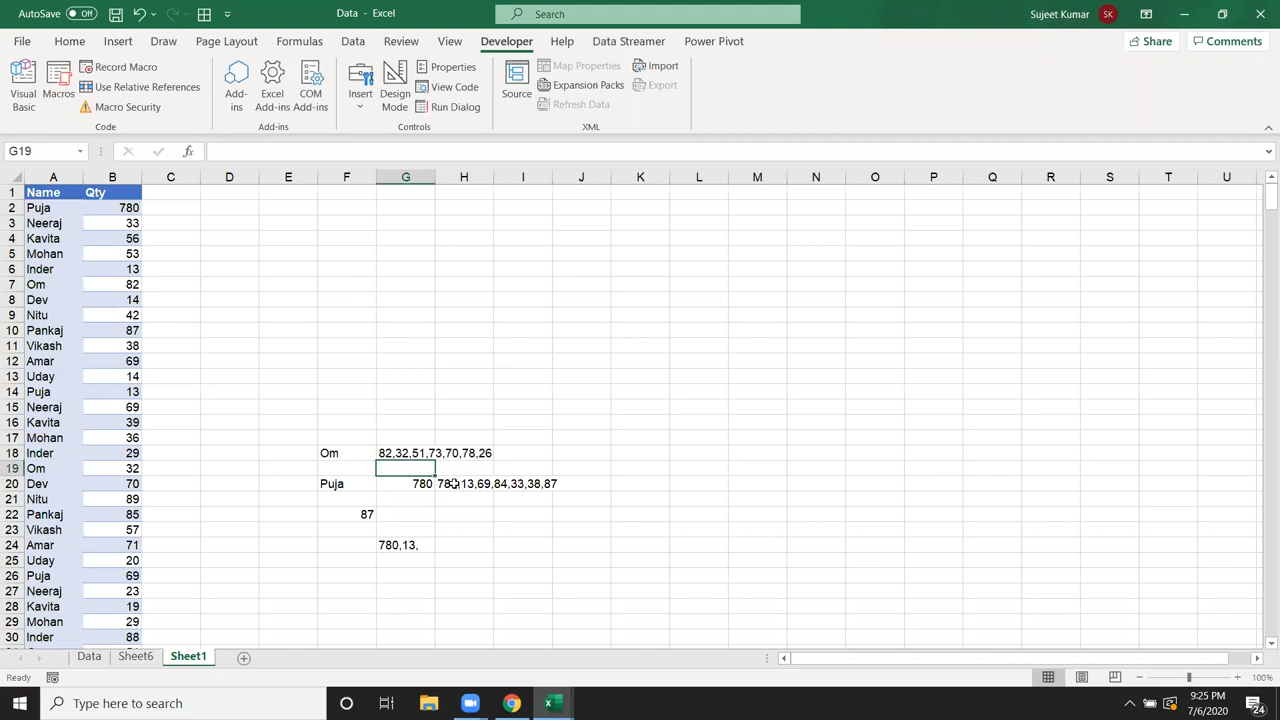 AutoSave Off Data - Excel Search Sujeet Kumar SK
File Home Insert Draw Page Layout Formulas Data Review View Developer Help Data Streamer Power Pivot Share Comments
Visual Basic Macros Record Macro Use Relative References Macro Security Code
Add-ins Excel Add-ins COM Add-ins Add-ins
Insert Design Mode Properties View Code Run Dialog Controls
Source Map Properties Expansion Packs Refresh Data Import Export XML
G19 fx
A B C D E F G H I J K L M N O P Q R S T U
1 Name Qty
2 Puja 780
3 Neeraj 33
4 Kavita 56
5 Mohan 53
6 Inder 13
7 Om 82
8 Dev 14
9 Nitu 42
10 Pankaj 87
11 Vikash 38
12 Amar 69
13 Uday 14
14 Puja 13
15 Neeraj 69
16 Kavita 39
17 Mohan 36
18 Inder 29 Om 82,32,51,73,70,78,26
19 Om 32
20 Dev 70 Puja 780 780,13,69,84,33,38,87
21 Nitu 89
22 Pankaj 85 87
23 Vikash 57
24 Amar 71 780,13,
25 Uday 20
26 Puja 69
27 Neeraj 23
28 Kavita 19
29 Mohan 29
30 Inder 88
Data Sheet6 Sheet1
Ready 100%
Type here to search 9:25 PM
7/6/2020 24